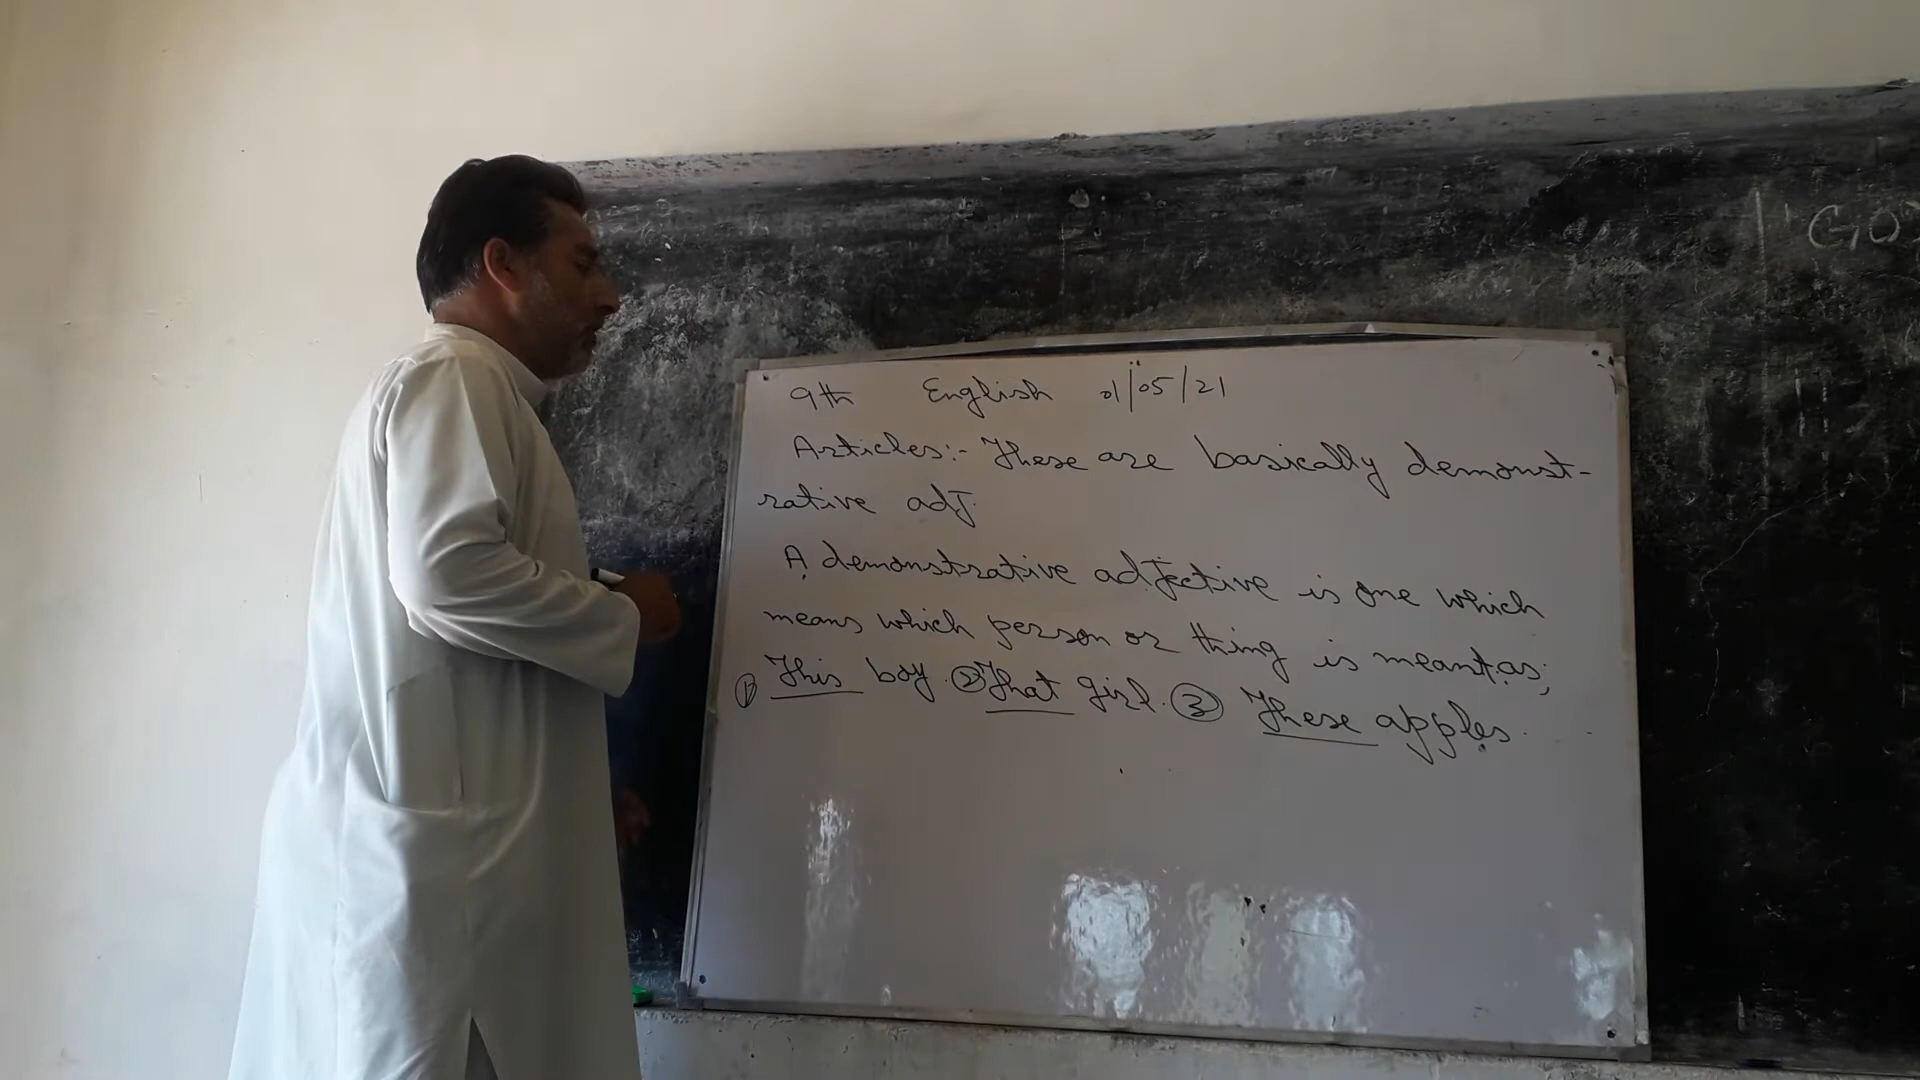 9th English 01/05/21
Articles:- These are basically demonst-
rative adj.
A demonstrative adjective is one which
means which person or thing is meant as;
① This boy. ② That girl. ③ These apples.